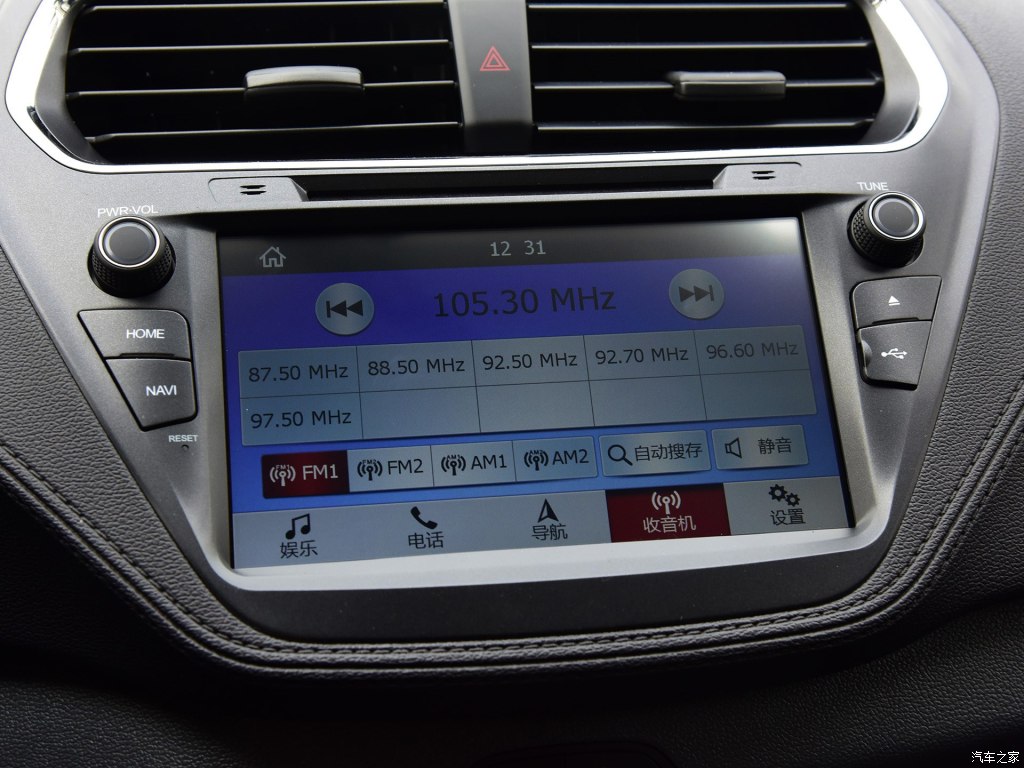 PWR·VOL
TUNE
12 31
105.30 MHz
HOME
NAVI
RESET
87.50 MHz 88.50 MHz 92.50 MHz 92.70 MHz 96.60 MHz
97.50 MHz
FM1 FM2 AM1 AM2 自动搜存 静音
娱乐 电话 导航 收音机 设置
汽车之家